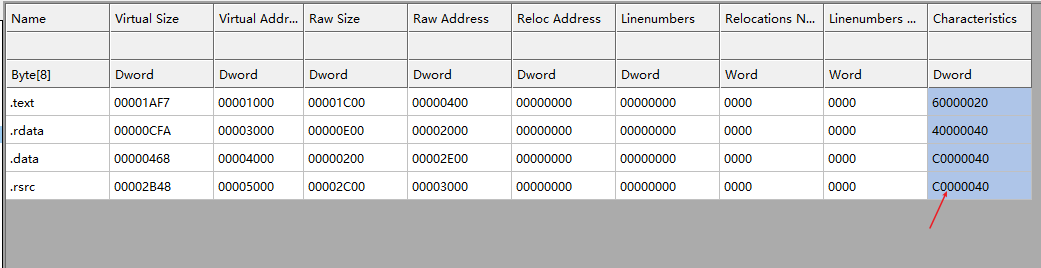 Name Virtual Size Virtual Addr... Raw Size Raw Address Reloc Address Linenumbers Relocations N... Linenumbers ... Characteristics
Byte[8] Dword Dword Dword Dword Dword Dword Word Word Dword
.text 00001AF7 00001000 00001C00 00000400 00000000 00000000 0000 0000 60000020
.rdata 00000CFA 00003000 00000E00 00002000 00000000 00000000 0000 0000 40000040
.data 00000468 00004000 00000200 00002E00 00000000 00000000 0000 0000 C0000040
.rsrc 00002B48 00005000 00002C00 00003000 00000000 00000000 0000 0000 C0000040